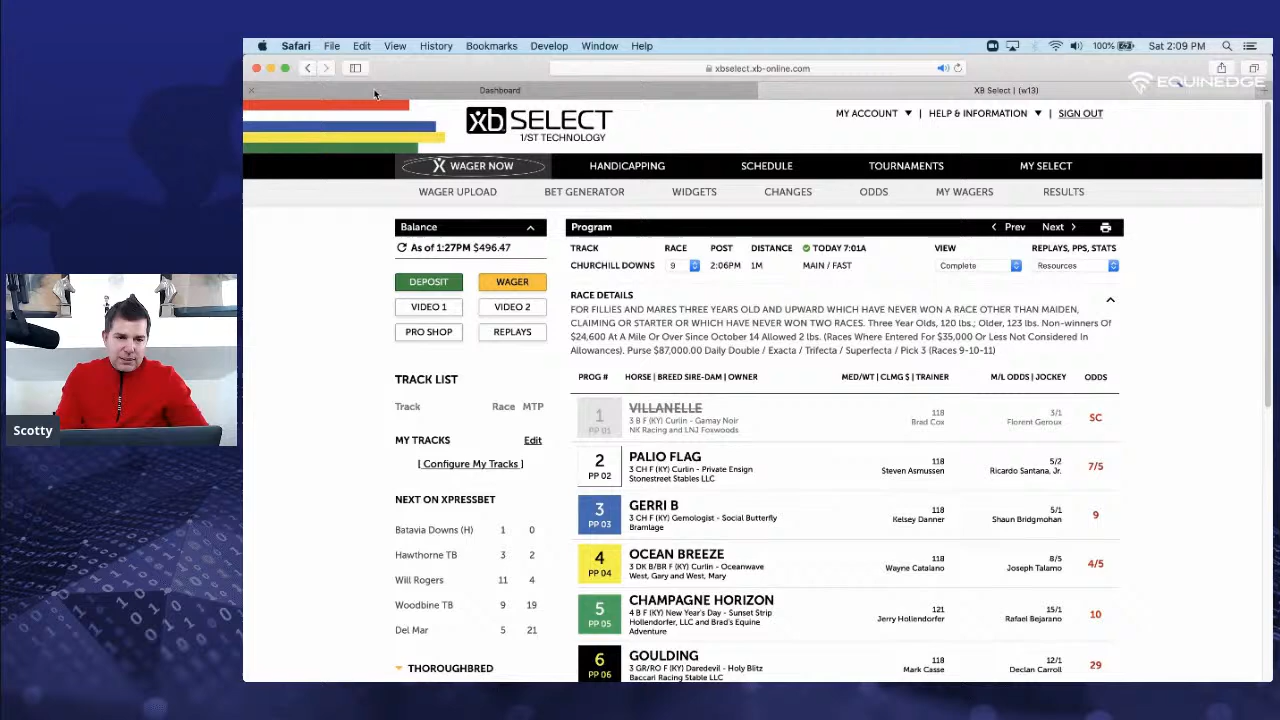 Safari File Edit View History Bookmarks Develop Window Help 100% Sat 2:09 PM
xbselect.xb-online.com
Dashboard XB Select | (w13)
EQUINEDGE
xb SELECT
1/ST TECHNOLOGY
MY ACCOUNT | HELP & INFORMATION | SIGN OUT
X WAGER NOW HANDICAPPING SCHEDULE TOURNAMENTS MY SELECT
WAGER UPLOAD BET GENERATOR WIDGETS CHANGES ODDS MY WAGERS RESULTS
Balance
As of 1:27PM $496.47
DEPOSIT WAGER
VIDEO 1 VIDEO 2
PRO SHOP REPLAYS
TRACK LIST
Track Race MTP
MY TRACKS Edit
[ Configure My Tracks ]
NEXT ON XPRESSBET
Batavia Downs (H) 1 0
Hawthorne TB 3 2
Will Rogers 11 4
Woodbine TB 9 19
Del Mar 5 21
THOROUGHBRED
Program Prev Next
TRACK RACE POST DISTANCE TODAY 7:01A VIEW REPLAYS, PPS, STATS
CHURCHILL DOWNS 9 2:06PM 1M MAIN / FAST Complete Resources
RACE DETAILS
FOR FILLIES AND MARES THREE YEARS OLD AND UPWARD WHICH HAVE NEVER WON A RACE OTHER THAN MAIDEN,
CLAIMING OR STARTER OR WHICH HAVE NEVER WON TWO RACES. Three Year Olds, 120 lbs.; Older, 123 lbs. Non-winners Of
$24,600 At A Mile Or Over Since October 14 Allowed 2 lbs. (Races Where Entered For $35,000 Or Less Not Considered In
Allowances). Purse $87,000.00 Daily Double / Exacta / Trifecta / Superfecta / Pick 3 (Races 9-10-11)
PROG # HORSE | BREED SIRE-DAM | OWNER MED/WT | CLMG $ | TRAINER M/L ODDS | JOCKEY ODDS
1 PP 01 VILLANELLE 118 3/1 SC
3 B F (KY) Curlin - Gamay Noir Brad Cox Florent Geroux
NK Racing and LNJ Foxwoods
2 PP 02 PALIO FLAG 118 5/2 7/5
3 CH F (KY) Curlin - Private Ensign Steven Asmussen Ricardo Santana, Jr.
Stonestreet Stables LLC
3 PP 03 GERRI B 118 5/1 9
3 CH F (KY) Gemologist - Social Butterfly Kelsey Danner Shaun Bridgmohan
Bramlage
4 PP 04 OCEAN BREEZE 118 8/5 4/5
3 DK B/BR F (KY) Curlin - Oceanwave Wayne Catalano Joseph Talamo
West, Gary and West, Mary
5 PP 05 CHAMPAGNE HORIZON 121 15/1 10
4 B F (KY) New Year's Day - Sunset Strip Jerry Hollendorfer Rafael Bejarano
Hollendorfer, LLC and Brad's Equine
Adventure
6 PP 06 GOULDING 118 12/1 29
3 GR/RO F (KY) Daredevil - Holy Blitz Mark Casse Declan Carroll
Baccari Racing Stable LLC
Scotty